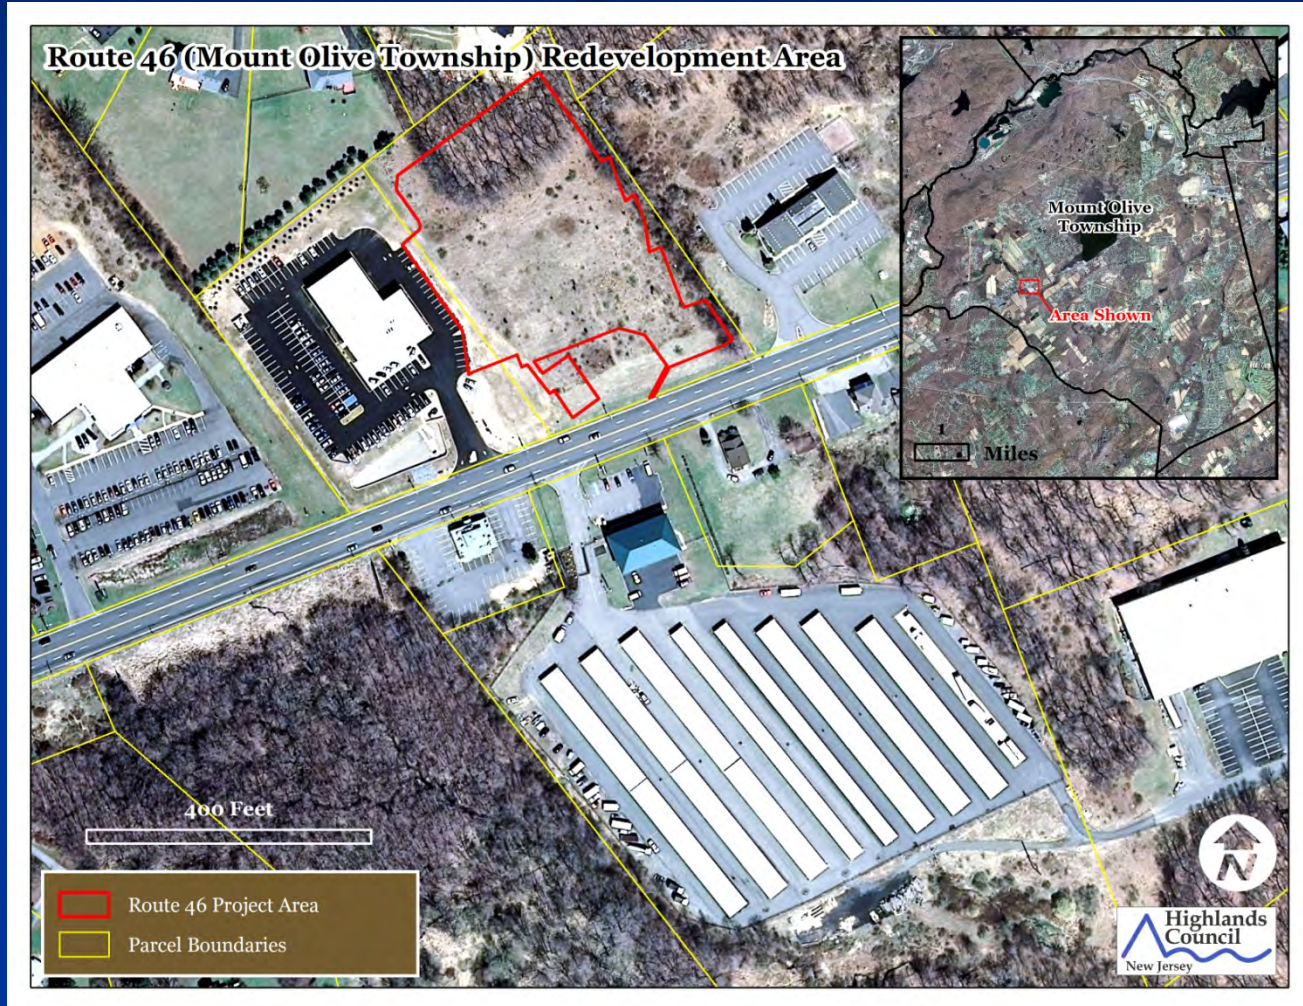 Route 46 (Mount Olive Township) Redevelopment Area
Mount Olive
Township
Area Shown
1
Miles
400 Feet
Route 46 Project Area
Parcel Boundaries
N
Highlands
Council
New Jersey